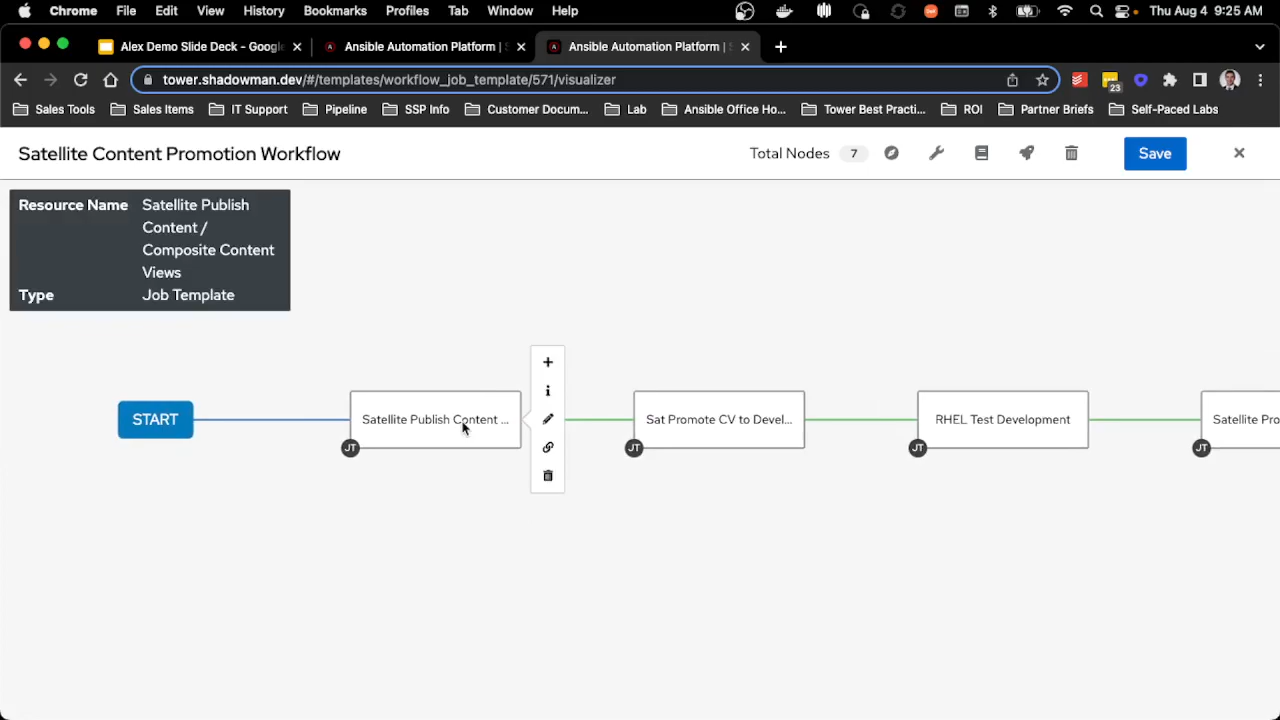 Chrome File Edit View History Bookmarks Profiles Tab Window Help Thu Aug 4 9:25 AM
Alex Demo Slide Deck - Google Ansible Automation Platform | Ansible Automation Platform |
tower.shadowman.dev/#/templates/workflow_job_template/571/visualizer 23
Sales Tools Sales Items IT Support Pipeline SSP Info Customer Docum... Lab Ansible Office Ho... Tower Best Practi... ROI Partner Briefs Self-Paced Labs
Satellite Content Promotion Workflow Total Nodes 7 Save
Resource Name Satellite Publish
Content /
Composite Content
Views
Type Job Template
START Satellite Publish Content ... Sat Promote CV to Devel... RHEL Test Development Satellite Pro
JT JT JT JT